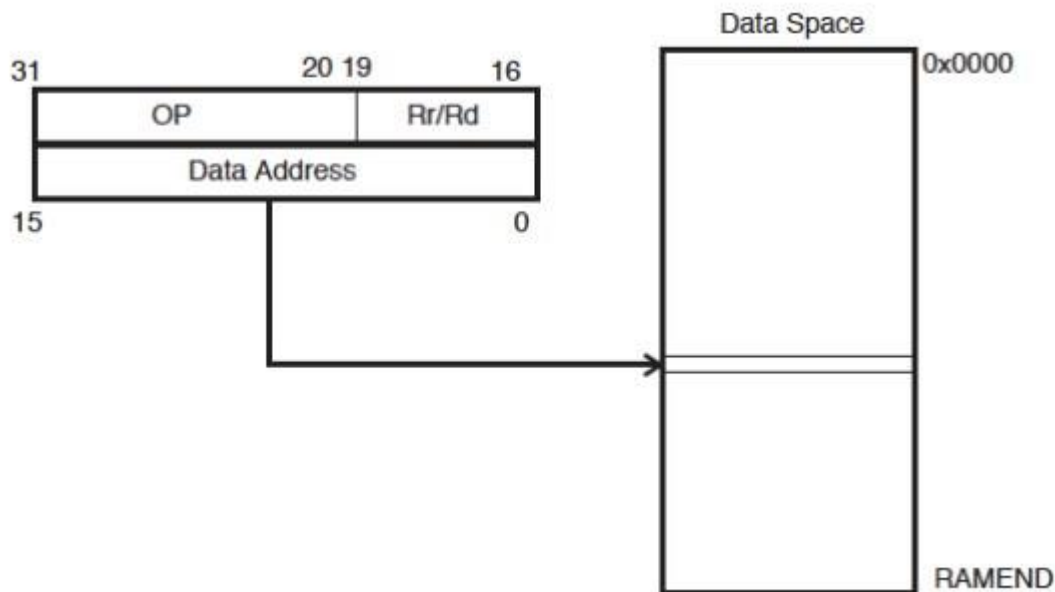 Data Space
0x0000
31 20 19 16
OP Rr/Rd
Data Address
15 0
RAMEND